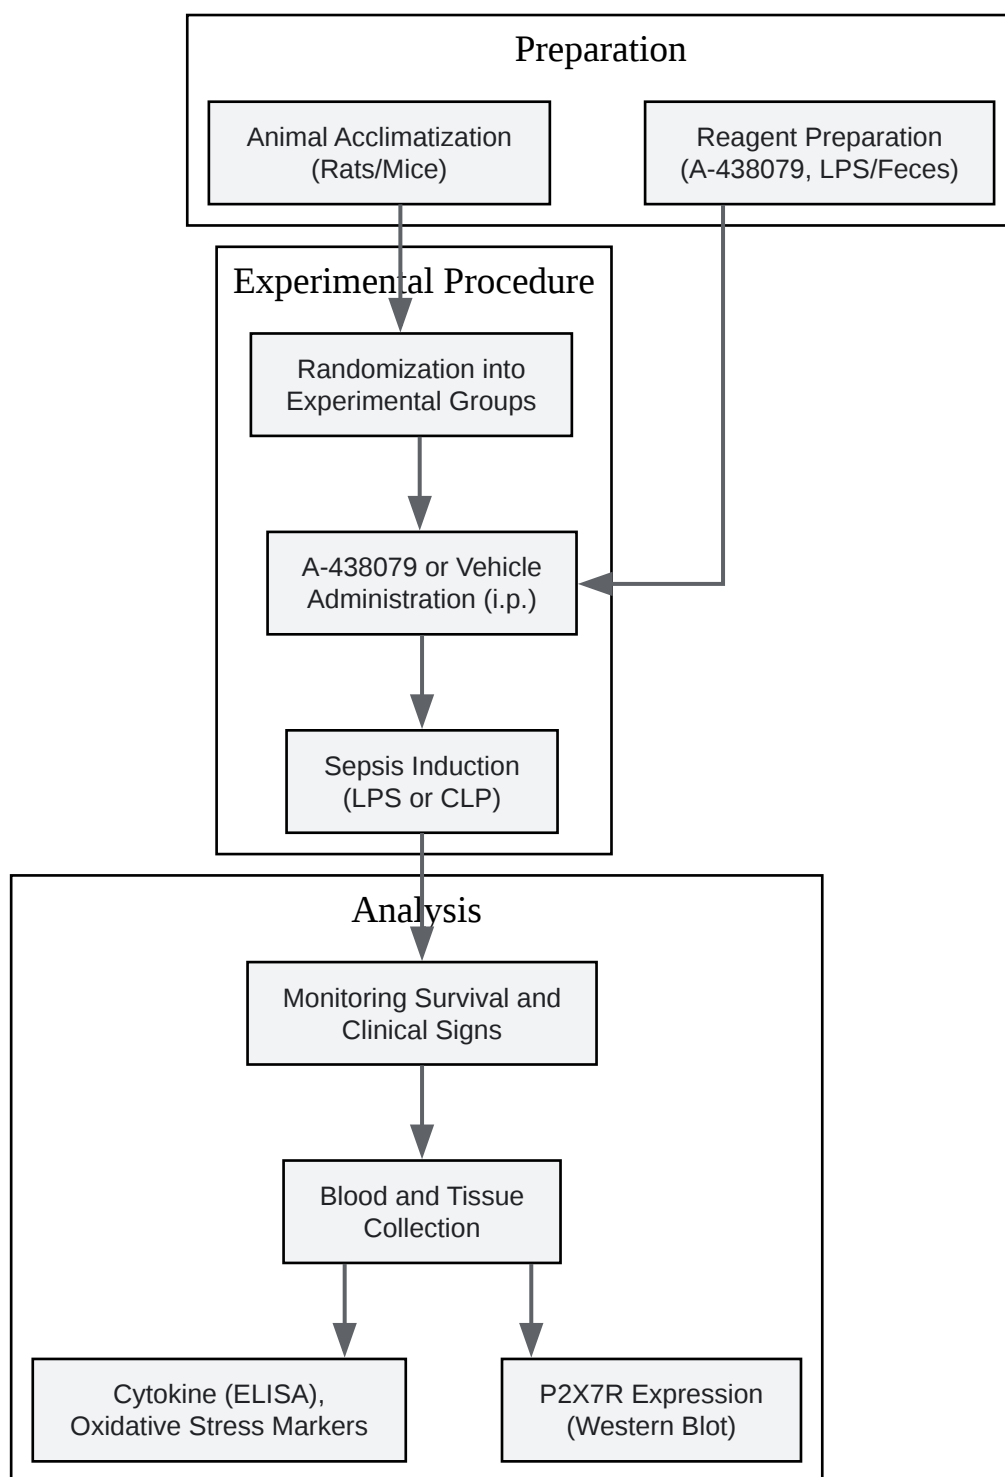 Preparation
Animal Acclimatization
(Rats/Mice)
Reagent Preparation
(A-438079, LPS/Feces)
Experimental Procedure
Randomization into
Experimental Groups
A-438079 or Vehicle
Administration (i.p.)
Sepsis Induction
(LPS or CLP)
Analysis
Monitoring Survival and
Clinical Signs
Blood and Tissue
Collection
Cytokine (ELISA),
Oxidative Stress Markers
P2X7R Expression
(Western Blot)